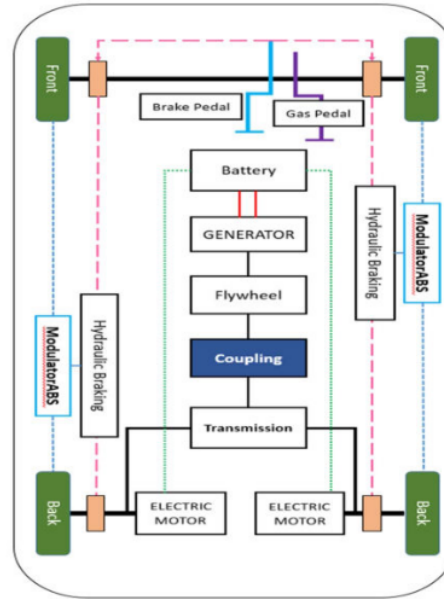 Front
Front
Brake Pedal
Gas Pedal
Battery
GENERATOR
Flywheel
Coupling
Transmission
Hydraulic Braking
ModulatorABS
ModulatorABS
Hydraulic Braking
Back
ELECTRIC
MOTOR
ELECTRIC
MOTOR
Back